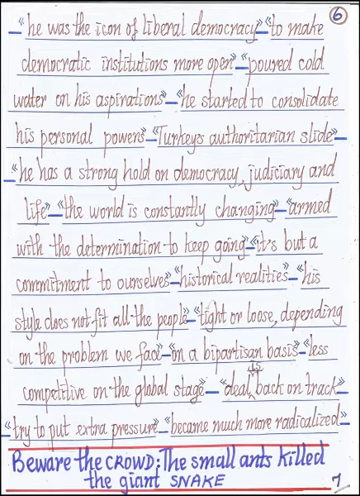 6
_"he was the icon of liberal democracy"_"to make
democratic institutions more open"_"poured cold
water on his aspirations"_"he started to consolidate
his personal powers"_"Turkeys authoritarian slide"_
_"he has a strong hold on democracy, judiciary and
life"_"the world is constantly changing"_"armed
with the determination to keep going"_"it's but a
commitment to ourselves"_"historical realities"_"his
style does not fit all the people"_"tight or loose, depending
on the problem we face"_"on a bipartisan basis"_"less
competitive on the global stage"_"deal is back on track"_
_"try to put extra pressure"_"became much more radicalized"_
Beware the CROWD: The small ants killed
the giant SNAKE
7